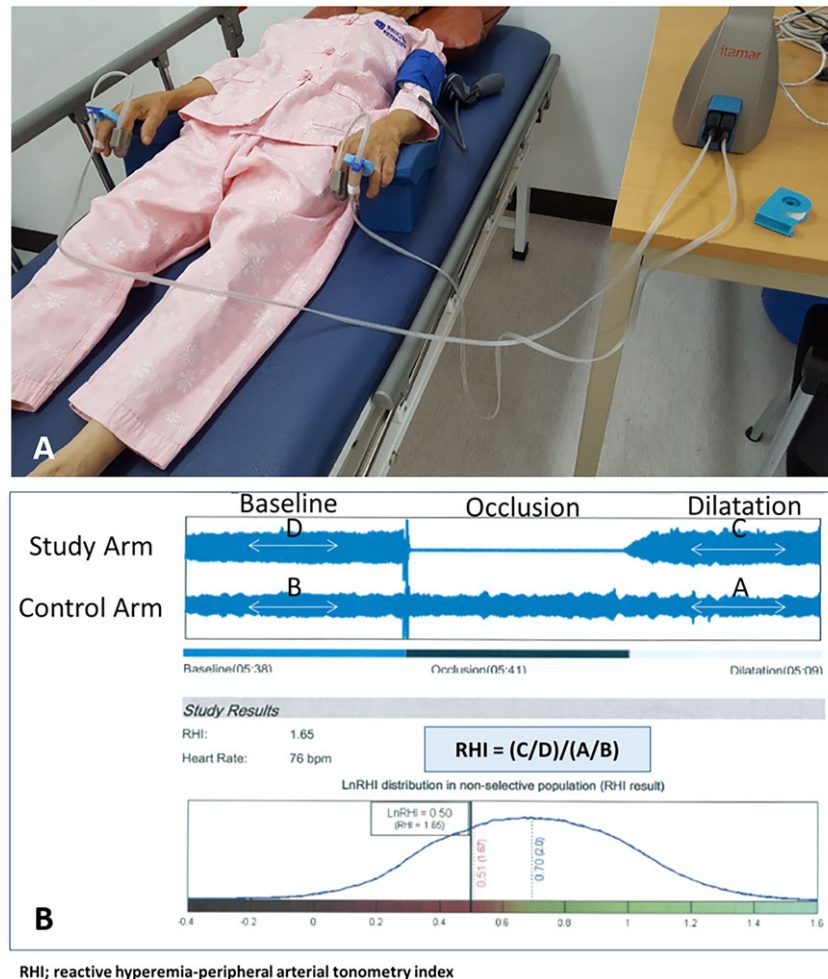 itamar
A
Baseline Occlusion Dilatation
Study Arm D C
Control Arm B A
Baseline(05:38) Occlusion(05:41) Dilatation(05:09)
Study Results
RHI: 1.65
Heart Rate: 76 bpm
RHI = (C/D)/(A/B)
LnRHI distribution in non-selective population (RHI result)
LnRHI = 0.50
(RHI = 1.65)
0.51 (1.67)
0.70 (2.0)
-0.4 -0.2 0 0.2 0.4 0.6 0.8 1 1.2 1.4 1.6
B
RHI; reactive hyperemia-peripheral arterial tonometry index